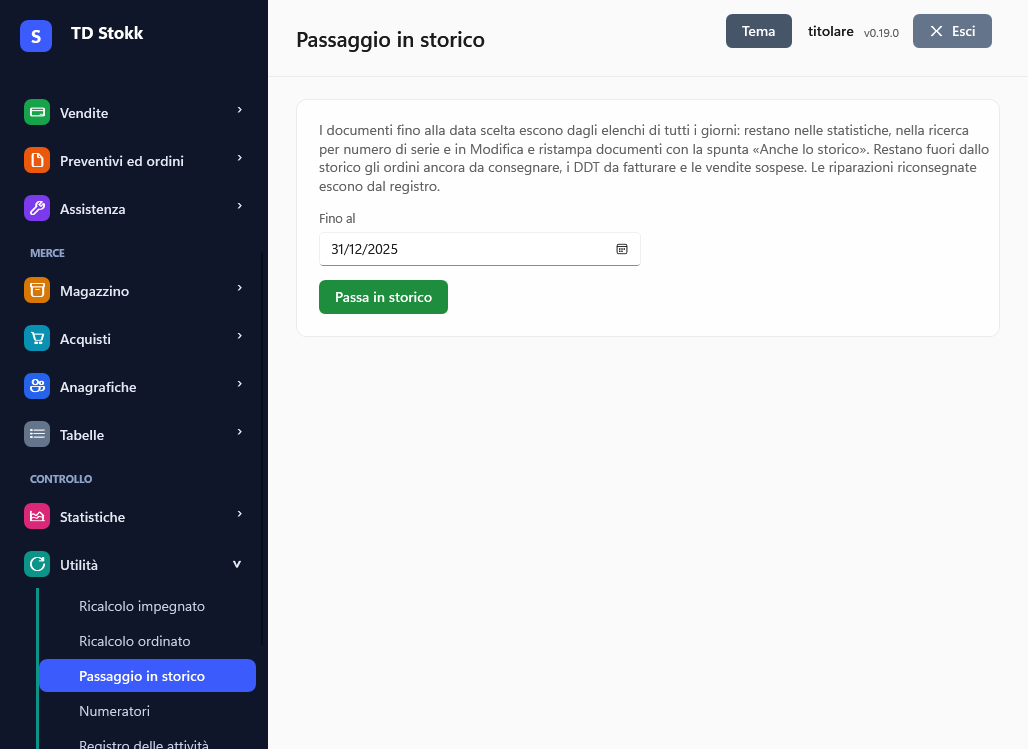 S
TD Stokk
Vendite
Preventivi ed ordini
Assistenza
MERCE
Magazzino
Acquisti
Anagrafiche
Tabelle
CONTROLLO
Statistiche
Utilità
Ricalcolo impegnato
Ricalcolo ordinato
Passaggio in storico
Numeratori
Registro delle attività
Passaggio in storico
Tema
titolare
v0.19.0
Esci
I documenti fino alla data scelta escono dagli elenchi di tutti i giorni: restano nelle statistiche, nella ricerca
per numero di serie e in Modifica e ristampa documenti con la spunta «Anche lo storico». Restano fuori dallo
storico gli ordini ancora da consegnare, i DDT da fatturare e le vendite sospese. Le riparazioni riconsegnate
escono dal registro.
Fino al
31/12/2025
Passa in storico